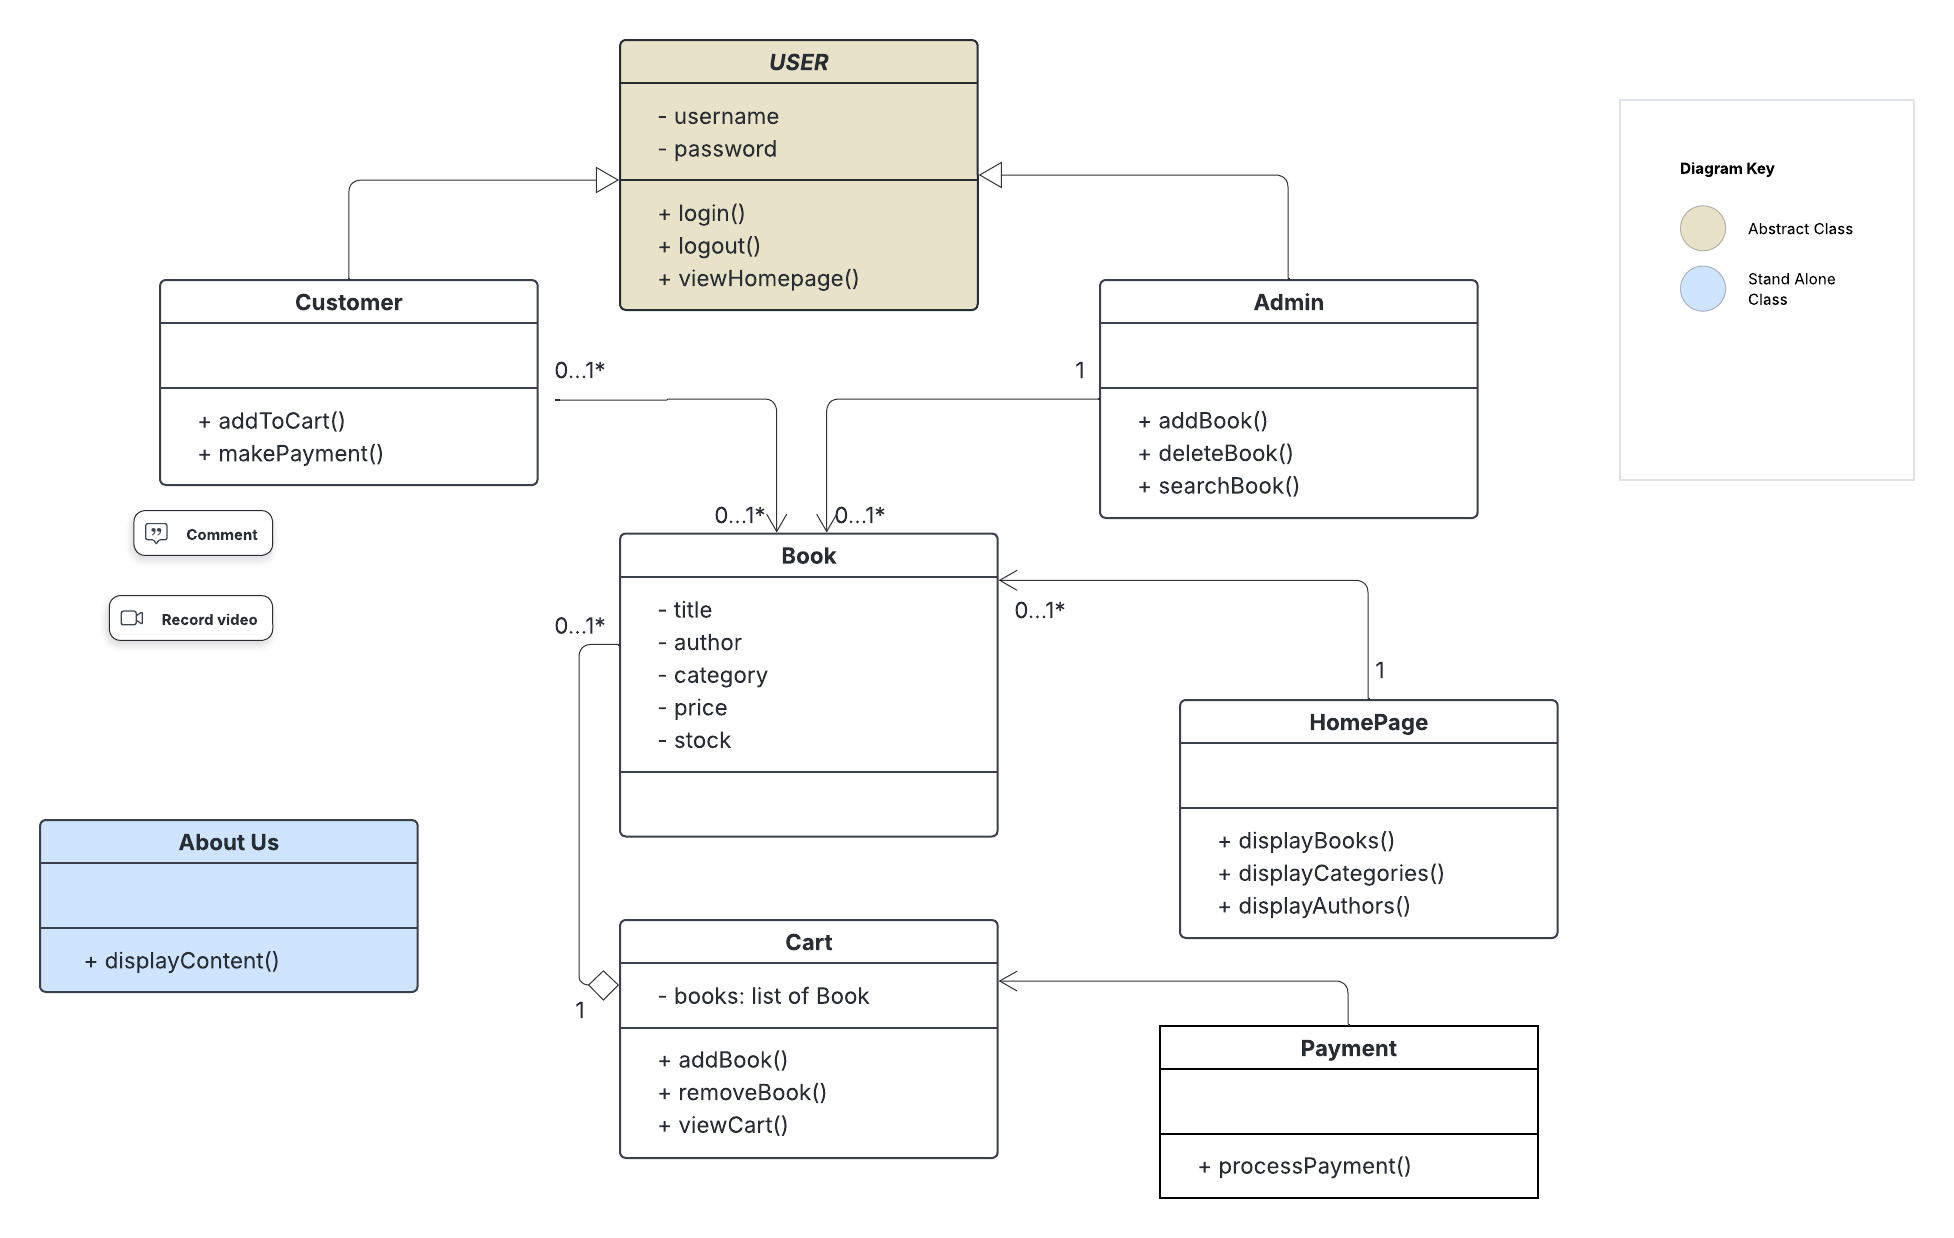 USER
- username
- password
+ login()
+ logout()
+ viewHomepage()
Diagram Key
Abstract Class
Stand Alone
Class
Customer
+ addToCart()
+ makePayment()
Admin
+ addBook()
+ deleteBook()
+ searchBook()
0...1*
1
0...1*
0...1*
Comment
Record video
Book
- title
- author
- category
- price
- stock
0...1*
0...1*
1
HomePage
+ displayBooks()
+ displayCategories()
+ displayAuthors()
About Us
+ displayContent()
Cart
- books: list of Book
+ addBook()
+ removeBook()
+ viewCart()
1
Payment
+ processPayment()